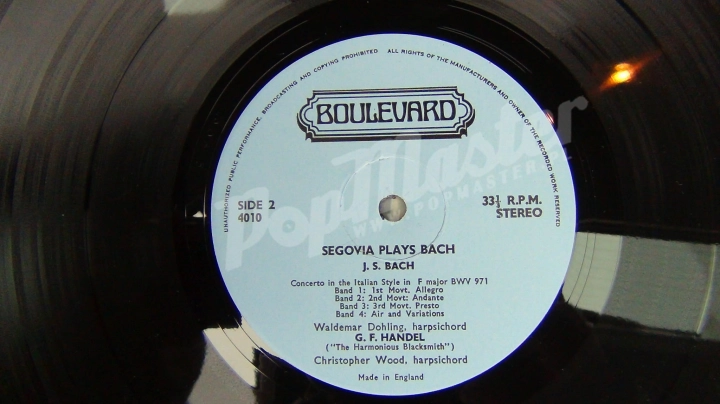 UNAUTHORIZED PUBLIC PERFORMANCE, BROADCASTING AND COPYING PROHIBITED ALL RIGHTS OF THE MANUFACTURERS AND OWNER OF THE RECORDED WORK RESERVED
BOULEVARD
SIDE 2
4010
33⅓ R.P.M.
STEREO
SEGOVIA PLAYS BACH
J. S. BACH
Concerto in the Italian Style in F major BWV 971
Band 1: 1st Movt. Allegro
Band 2: 2nd Movt: Andante
Band 3: 3rd Movt. Presto
Band 4: Air and Variations
Waldemar Dohling, harpsichord
G. F. HANDEL
("The Harmonious Blacksmith")
Christopher Wood, harpsichord
Made in England
PopMaster
WWW.POPMASTER.